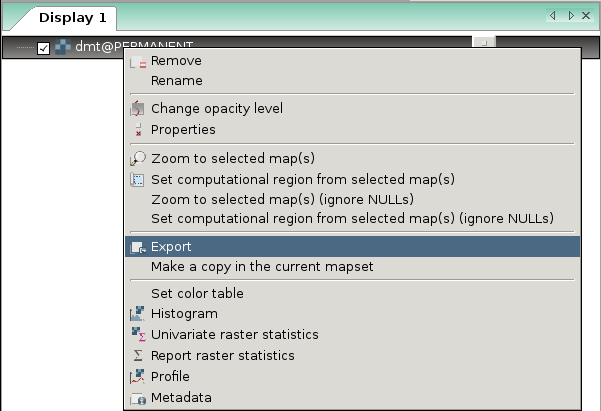 Display 1
dmt@PERMANENT
Remove
Rename
Change opacity level
Properties
Zoom to selected map(s)
Set computational region from selected map(s)
Zoom to selected map(s) (ignore NULLs)
Set computational region from selected map(s) (ignore NULLs)
Export
Make a copy in the current mapset
Set color table
Histogram
Univariate raster statistics
Report raster statistics
Profile
Metadata